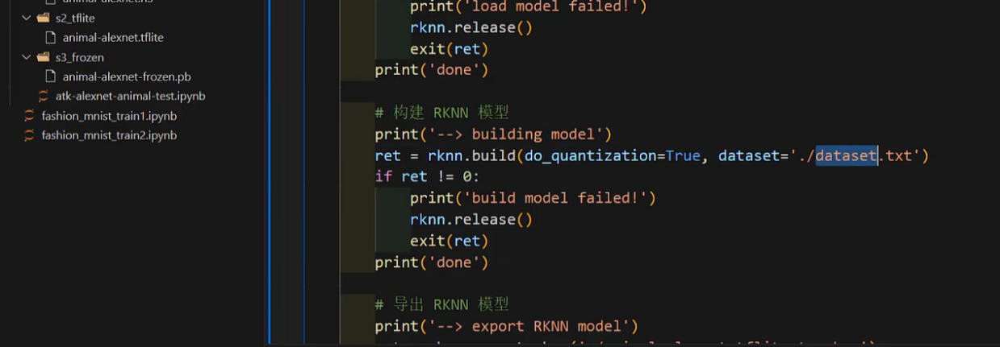 s2_tflite
animal-alexnet.tflite
s3_frozen
animal-alexnet-frozen.pb
atk-alexnet-animal-test.ipynb
fashion_mnist_train1.ipynb
fashion_mnist_train2.ipynb
print('load model failed!')
rknn.release()
exit(ret)
print('done')
# 构建 RKNN 模型
print('--> building model')
ret = rknn.build(do_quantization=True, dataset='./dataset.txt')
if ret != 0:
print('build model failed!')
rknn.release()
exit(ret)
print('done')
# 导出 RKNN 模型
print('--> export RKNN model')